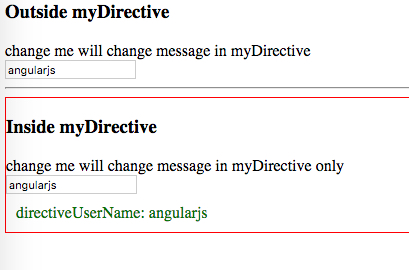 Outside myDirective
change me will change message in myDirective
angularjs
Inside myDirective
change me will change message in myDirective only
angularjs
directiveUserName: angularjs